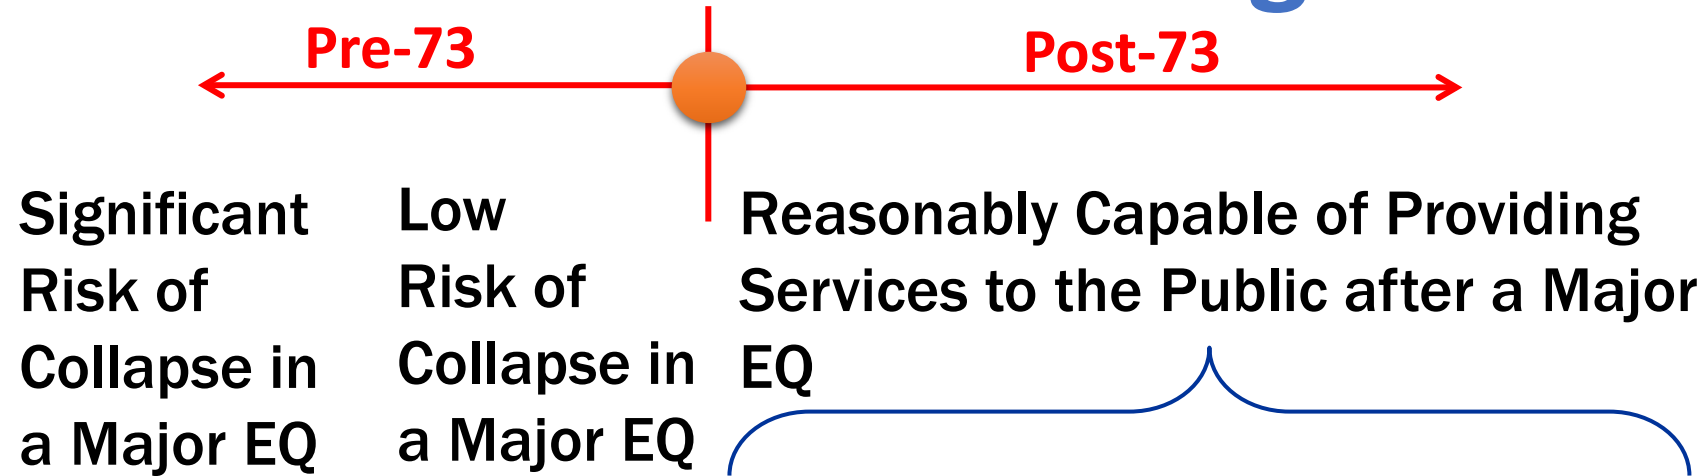 Pre-73
Post-73
Significant
Risk of
Collapse in
a Major EQ
Low
Risk of
Collapse in
a Major EQ
Reasonably Capable of Providing
Services to the Public after a Major
EQ